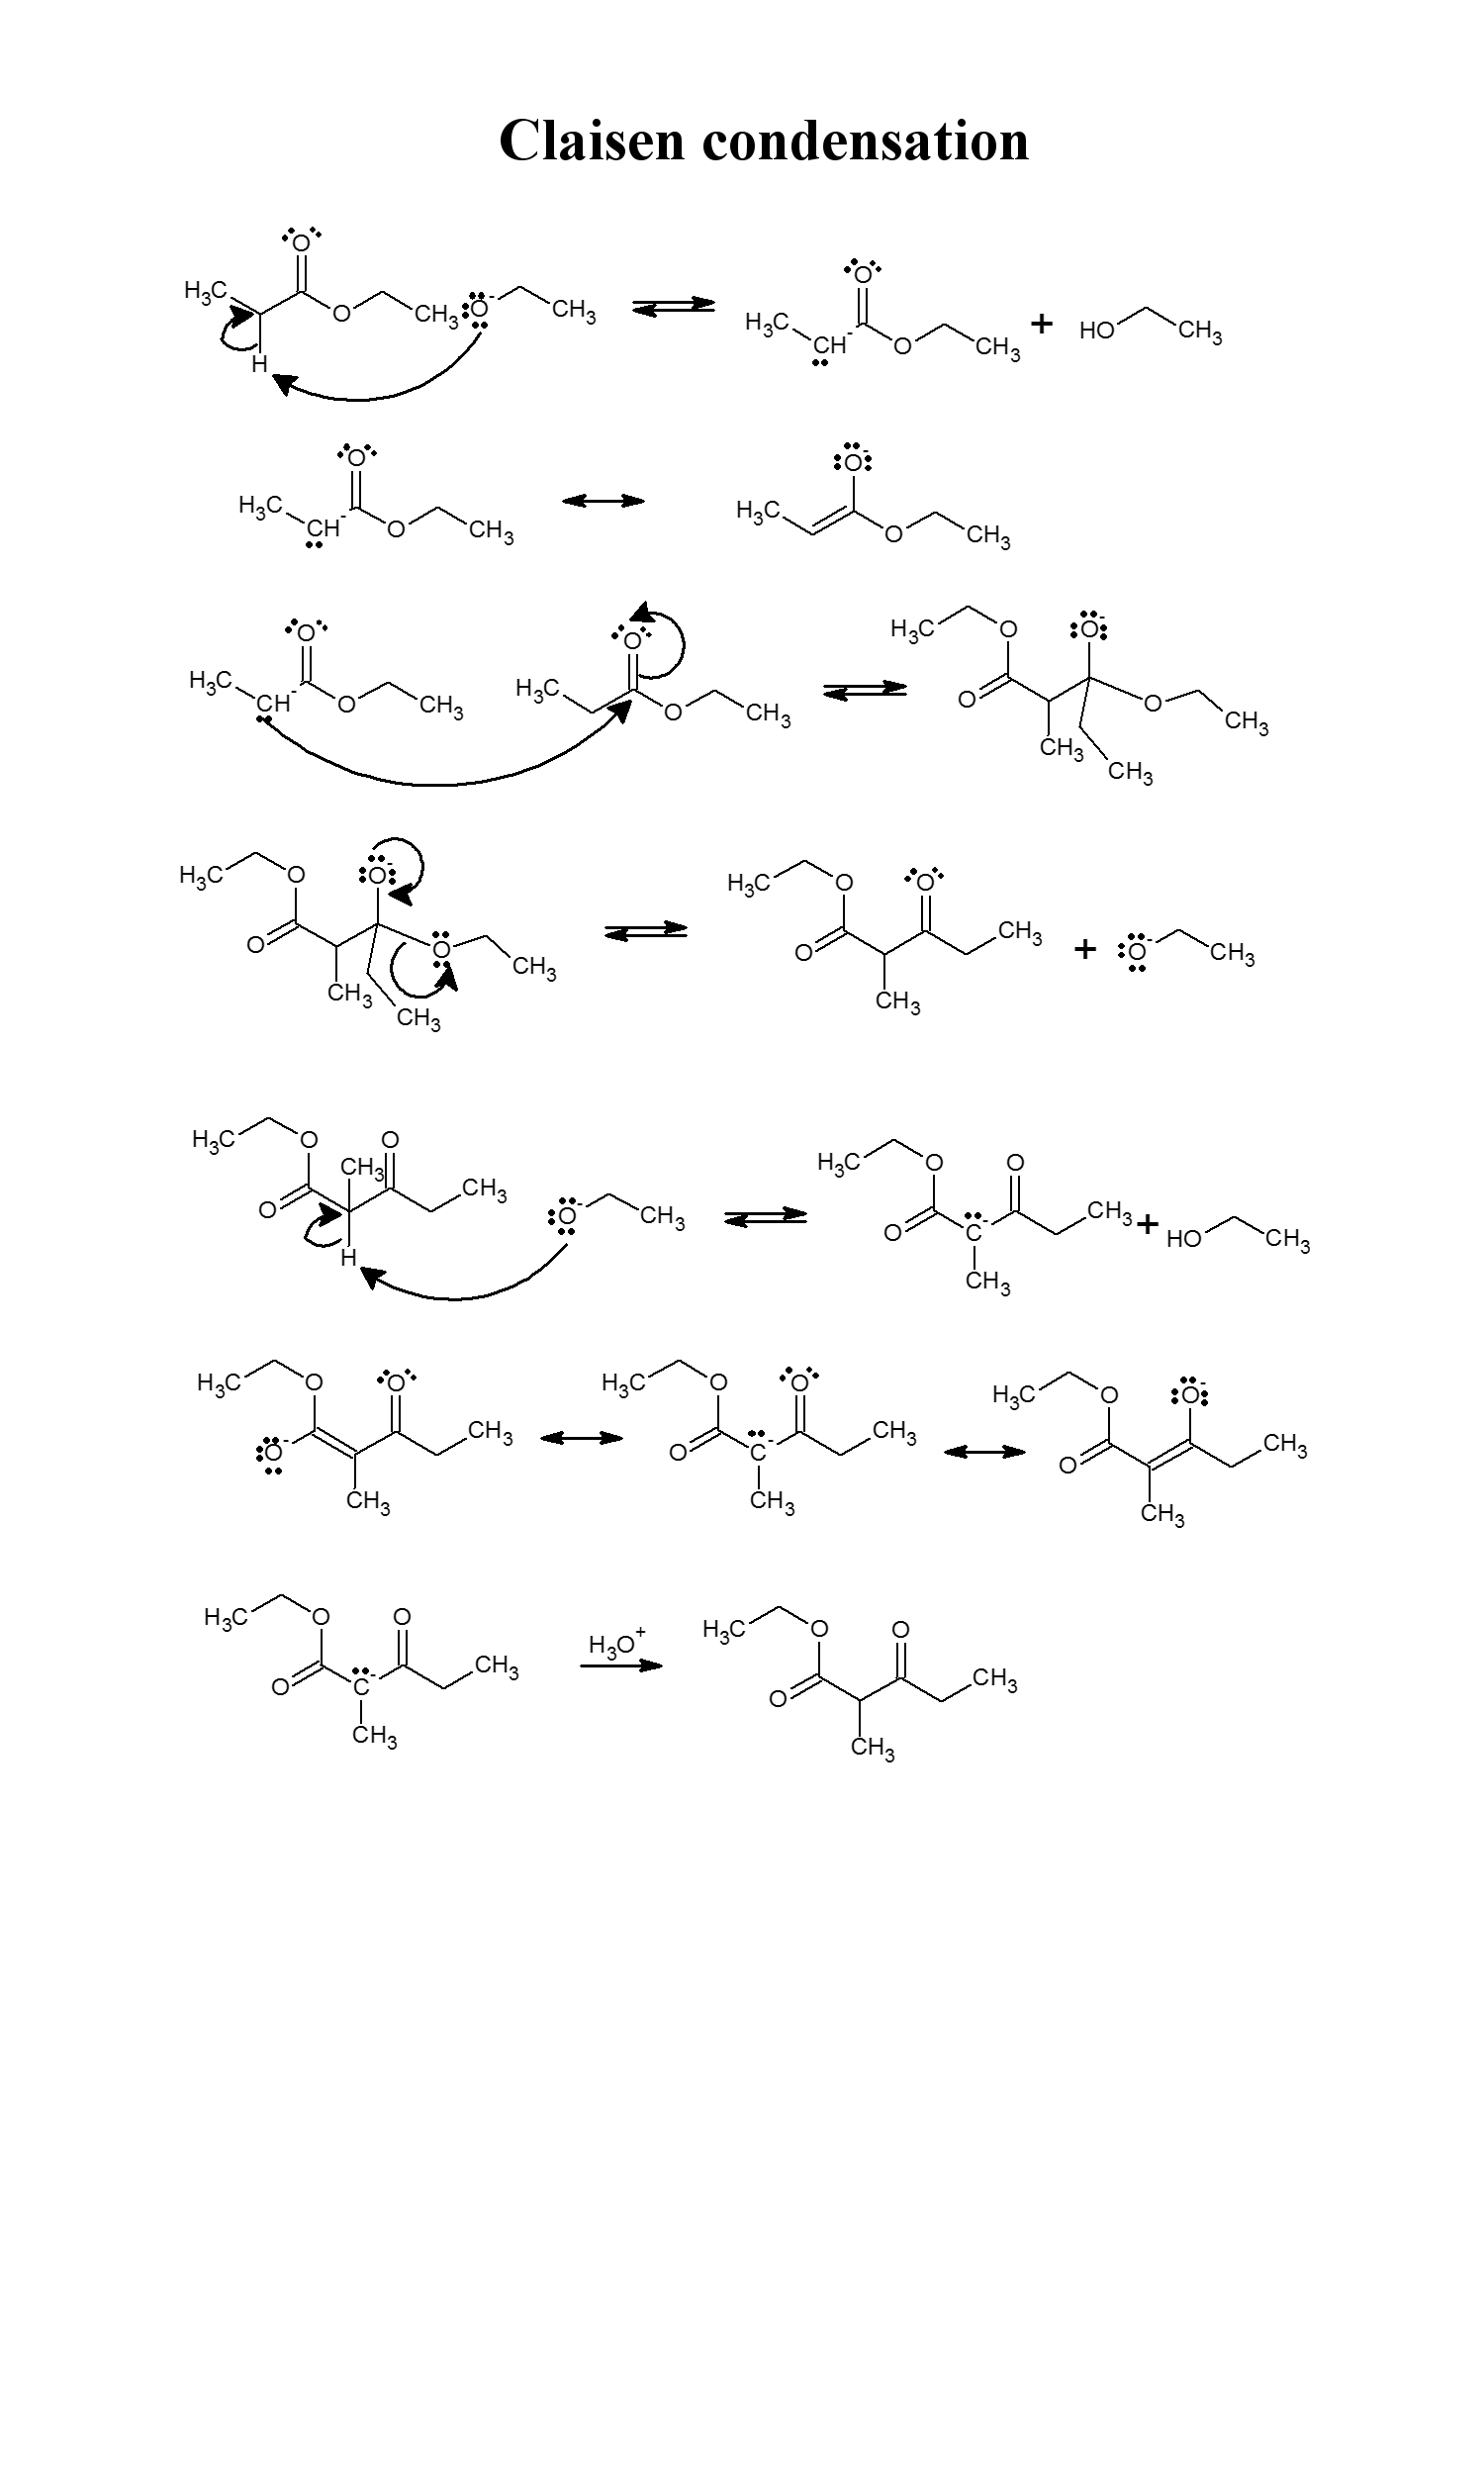 Claisen condensation
H3C O O CH3 H O- CH3 H3C CH- O O CH3 + HO CH3
H3C CH- O O CH3 H3C O- O CH3
H3C CH- O O CH3 H3C O O CH3 H3C O O O- O CH3 CH3 CH3
H3C O O O- O CH3 CH3 CH3 H3C O O O CH3 CH3 + O- CH3
H3C O O CH3 O CH3 H O- CH3 H3C O O C- O CH3 CH3 + HO CH3
H3C O O- O CH3 CH3 H3C O O C- O CH3 CH3 H3C O O O- CH3 CH3
H3C O O C- O CH3 CH3 H3O+ H3C O O O CH3 CH3